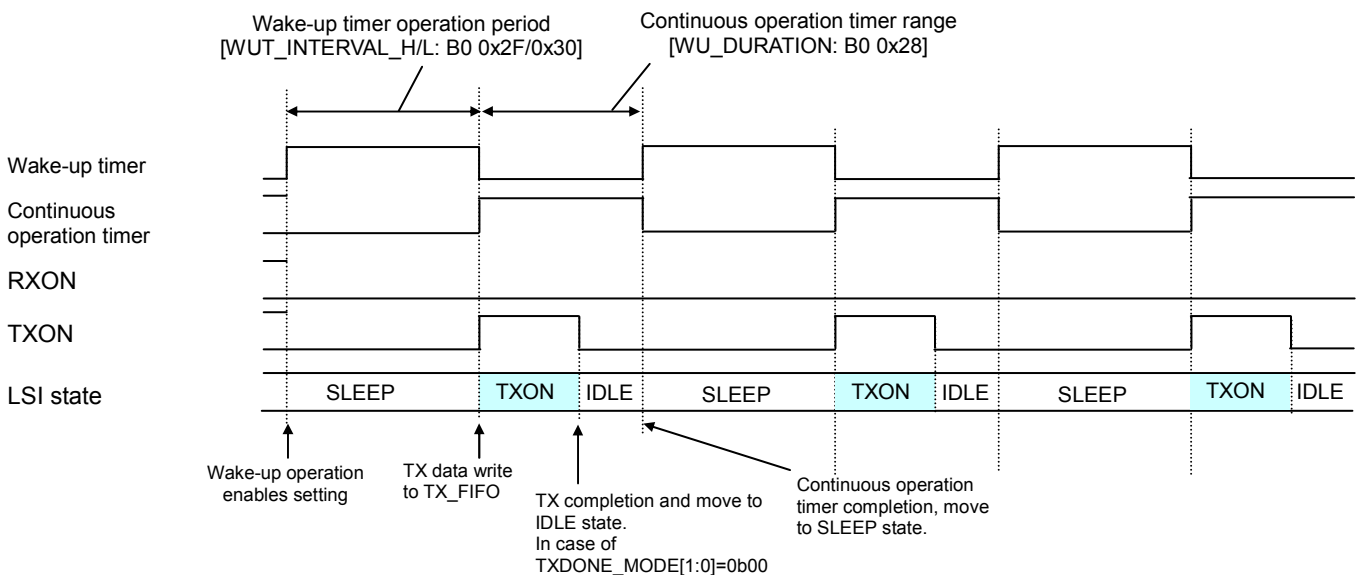 Wake-up timer operation period
[WUT_INTERVAL_H/L: B0 0x2F/0x30]
Continuous operation timer range
[WU_DURATION: B0 0x28]
Wake-up timer
Continuous
operation timer
RXON
TXON
LSI state
SLEEP
TXON
IDLE
SLEEP
TXON
IDLE
SLEEP
TXON
IDLE
Wake-up operation
enables setting
TX data write
to TX_FIFO
TX completion and move to
IDLE state.
In case of
TXDONE_MODE[1:0]=0b00
Continuous operation
timer completion, move
to SLEEP state.